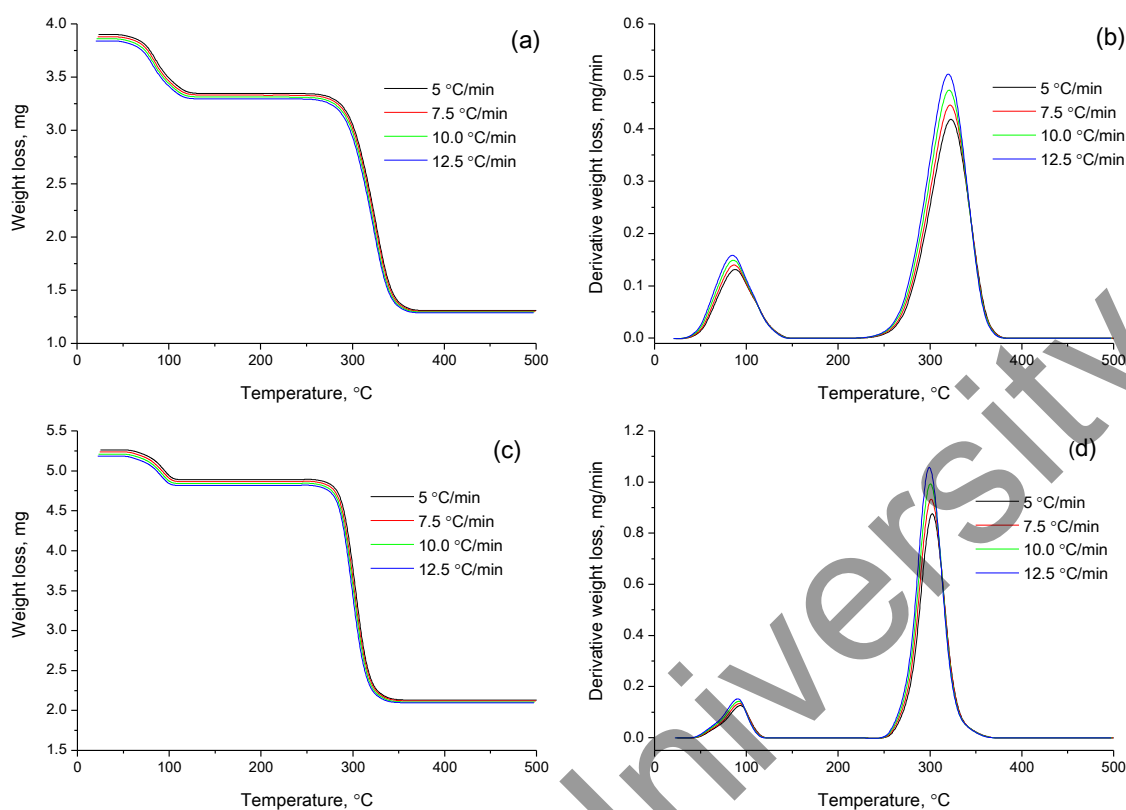 (a)
4.0
3.5
3.0
2.5
2.0
1.5
1.0
Weight loss, mg
5 °C/min
7.5 °C/min
10.0 °C/min
12.5 °C/min
0 100 200 300 400 500
Temperature, °C
(b)
0.6
0.5
0.4
0.3
0.2
0.1
0.0
Derivative weight loss, mg/min
5 °C/min
7.5 °C/min
10.0 °C/min
12.5 °C/min
0 100 200 300 400 500
Temperature, °C
(c)
5.5
5.0
4.5
4.0
3.5
3.0
2.5
2.0
1.5
Weight loss, mg
5 °C/min
7.5 °C/min
10.0 °C/min
12.5 °C/min
0 100 200 300 400 500
Temperature, °C
(d)
1.2
1.0
0.8
0.6
0.4
0.2
0.0
Derivative weight loss, mg/min
5 °C/min
7.5 °C/min
10.0 °C/min
12.5 °C/min
0 100 200 300 400 500
Temperature, °C
University